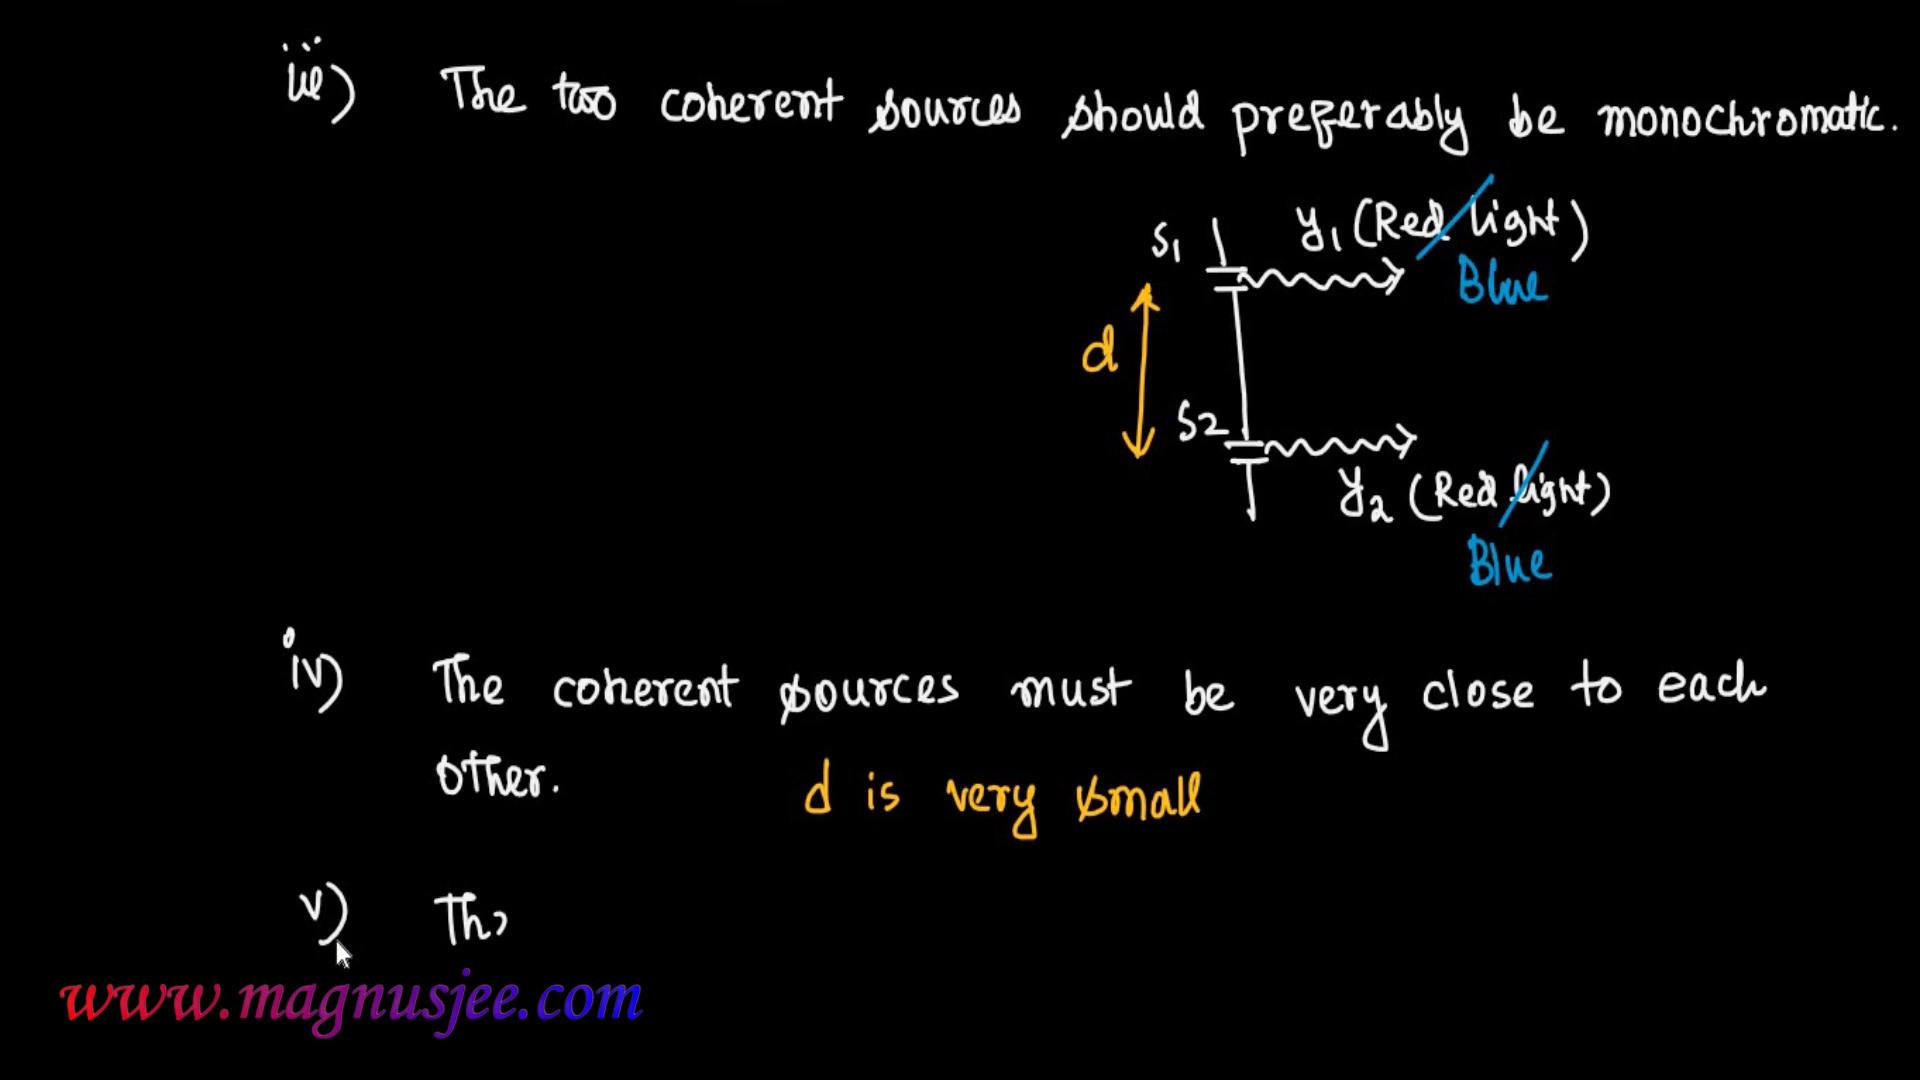 iii) The two coherent sources should preferably be monochromatic.
S1 y1 (Red light)
Blue
d
S2
y2 (Red light)
Blue
iv) The coherent sources must be very close to each
other. d is very small
v) Th
www.magnusjee.com